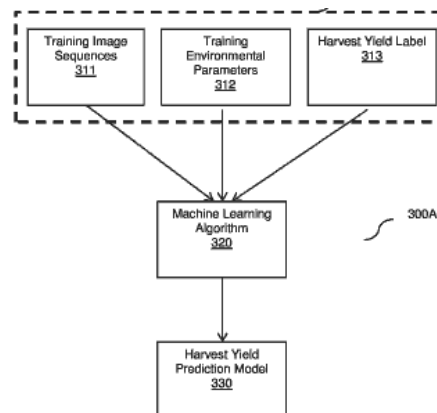 Training Image
Sequences
311
Training
Environmental
Parameters
312
Harvest Yield Label
313
Machine Learning
Algorithm
320
300A
Harvest Yield
Prediction Model
330